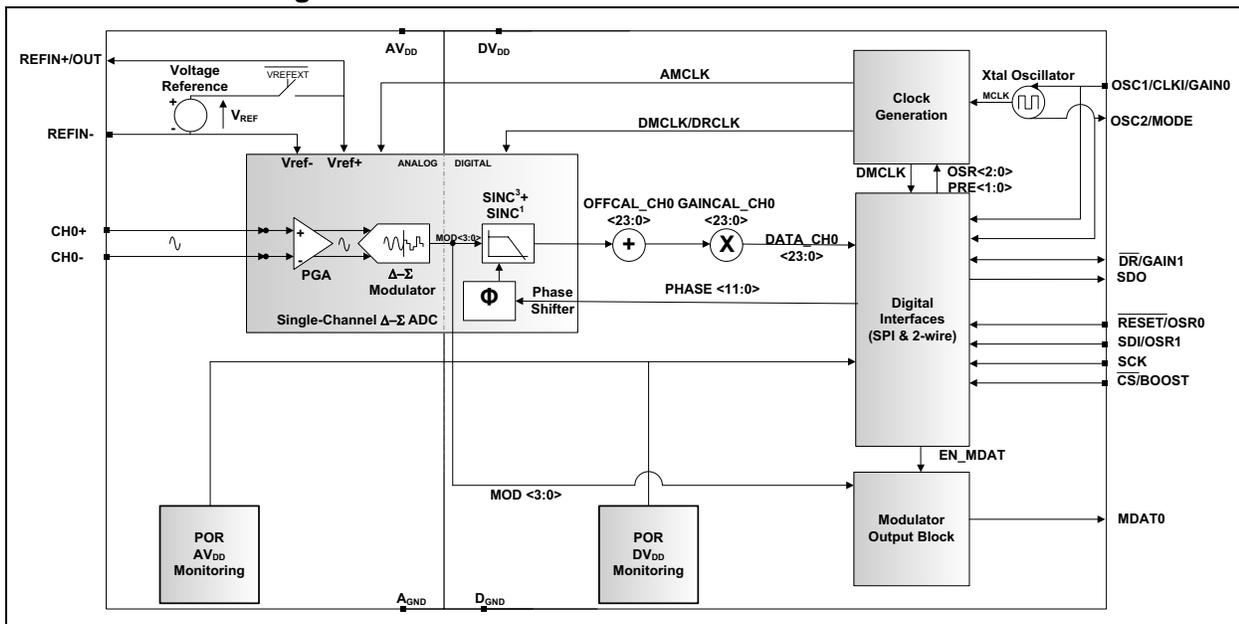 AVDD
DVDD
REFIN+/OUT
Voltage
Reference
VREFEXT
+
-
VREF
REFIN-
AMCLK
DMCLK/DRCLK
Clock
Generation
Xtal Oscillator
MCLK
OSC1/CLKI/GAIN0
OSC2/MODE
Vref-
Vref+
ANALOG
DIGITAL
DMCLK
OSR<2:0>
PRE<1:0>
CH0+
CH0-
+
-
PGA
Δ–Σ
Modulator
MOD<3:0>
SINC3+
SINC1
Φ
Phase
Shifter
Single-Channel Δ–Σ ADC
OFFCAL_CH0
<23:0>
+
GAINCAL_CH0
<23:0>
X
DATA_CH0
<23:0>
PHASE <11:0>
Digital
Interfaces
(SPI & 2-wire)
DR/GAIN1
SDO
RESET/OSR0
SDI/OSR1
SCK
CS/BOOST
EN_MDAT
MOD <3:0>
POR
AVDD
Monitoring
POR
DVDD
Monitoring
Modulator
Output Block
MDAT0
AGND
DGND